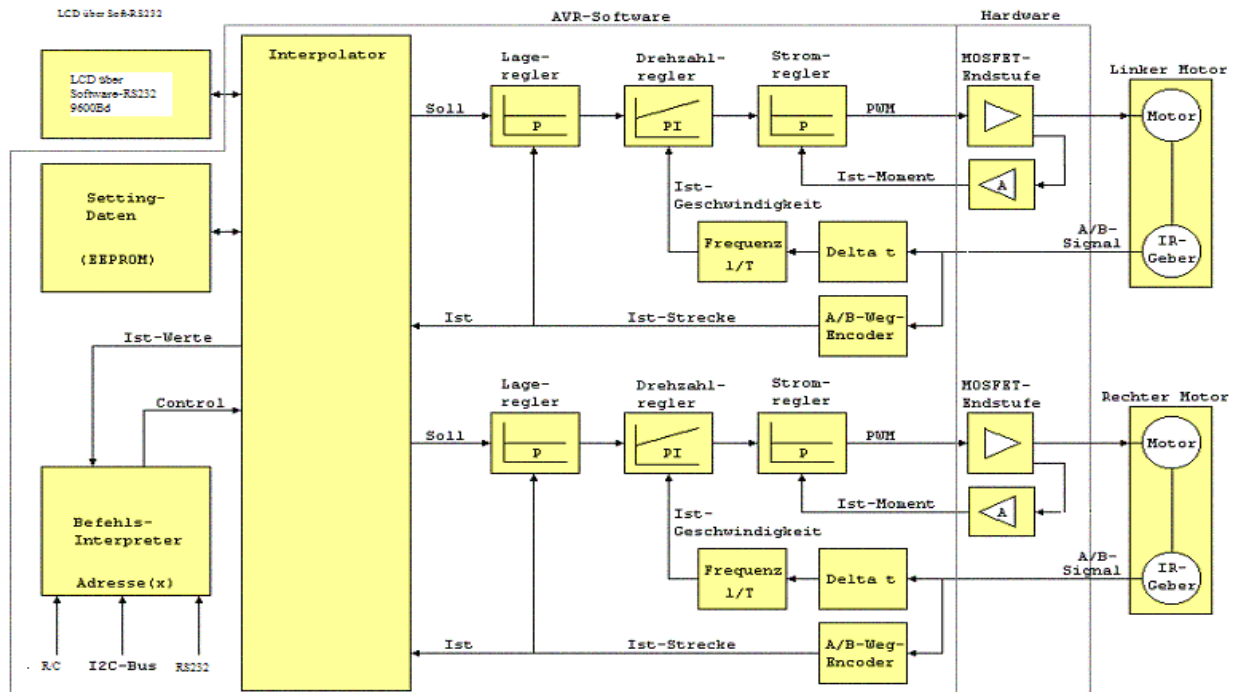 LCD über Soft-RS232
AVR-Software
Hardware
LCD über
Software-RS232
9600Bd
Setting-
Daten
(EEPROM)
Ist-Werte
Control
Befehls-
Interpreter
Adresse(x)
R/C
I2C-Bus
RS232
Interpolator
Soll
Lage-
regler
P
Drehzahl-
regler
PI
Strom-
regler
P
PWM
MOSFET-
Endstufe
Linker Motor
Motor
Ist-Moment
A
Ist-
Geschwindigkeit
Frequenz
1/T
Delta t
A/B-
Signal
IR-
Geber
Ist
Ist-Strecke
A/B-Weg-
Encoder
Soll
Lage-
regler
P
Drehzahl-
regler
PI
Strom-
regler
P
PWM
MOSFET-
Endstufe
Rechter Motor
Motor
Ist-Moment
A
Ist-
Geschwindigkeit
Frequenz
1/T
Delta t
A/B-
Signal
IR-
Geber
Ist
Ist-Strecke
A/B-Weg-
Encoder